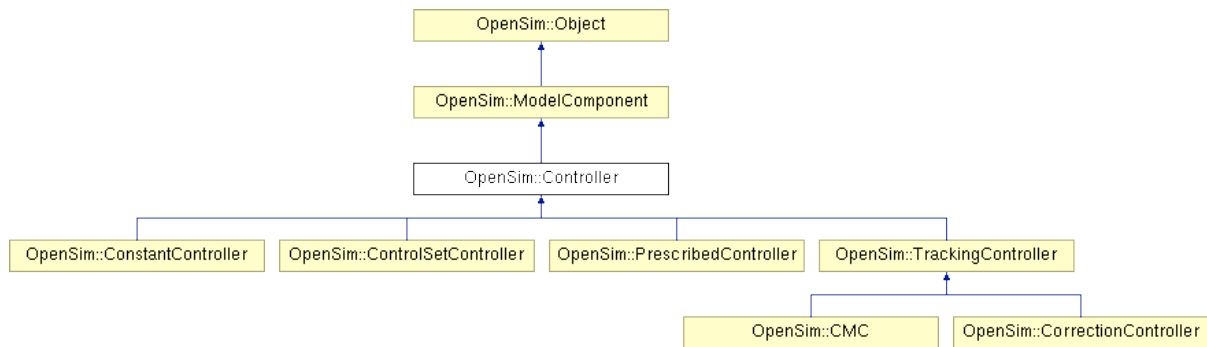 OpenSim::Object
OpenSim::ModelComponent
OpenSim::Controller
OpenSim::ConstantController
OpenSim::ControlSetController
OpenSim::PrescribedController
OpenSim::TrackingController
OpenSim::CMC
OpenSim::CorrectionController